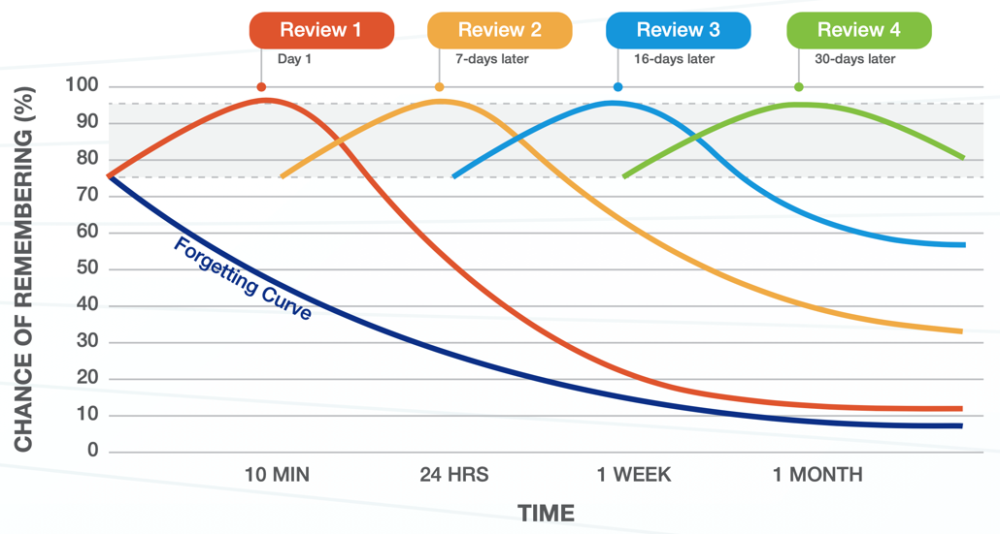 Review 1
Review 2
Review 3
Review 4
Day 1
7-days later
16-days later
30-days later
CHANCE OF REMEMBERING (%)
100
90
80
70
60
50
40
30
20
10
0
Forgetting Curve
10 MIN
24 HRS
1 WEEK
1 MONTH
TIME